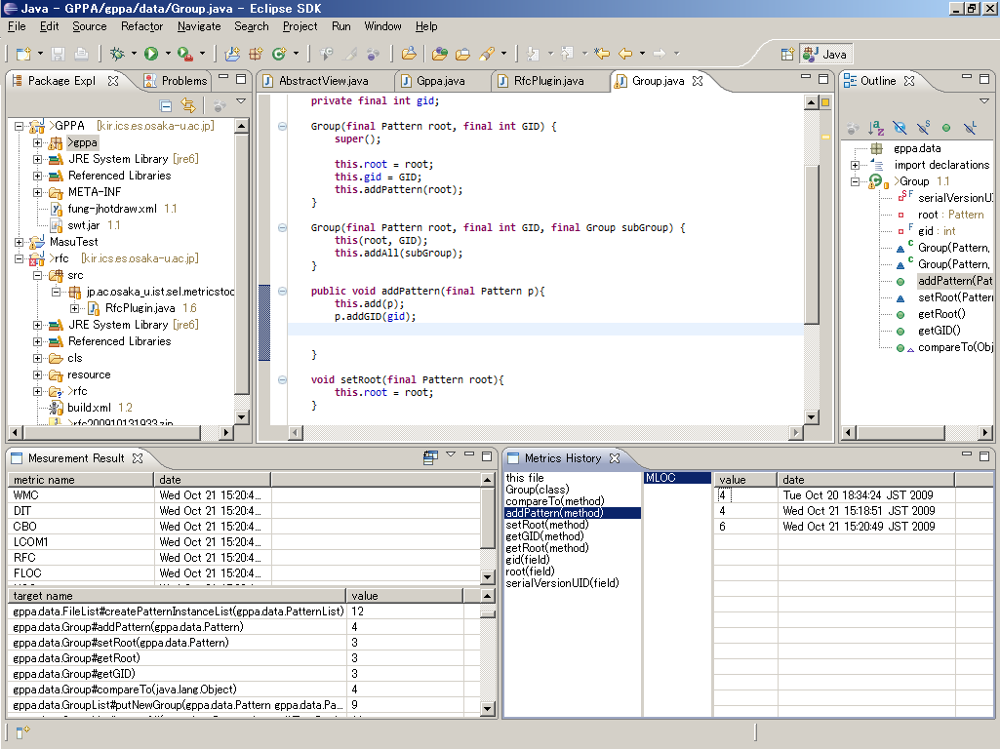 Java - GPPA/gppa/data/Group.java - Eclipse SDK
File Edit Source Refactor Navigate Search Project Run Window Help
Java
Package Expl Problems
>GPPA [kir.ics.es.osaka-u.ac.jp]
>gppa
JRE System Library [jre6]
Referenced Libraries
META-INF
fung-jhotdraw.xml 1.1
swt.jar 1.1
MasuTest
>rfc [kir.ics.es.osaka-u.ac.jp]
src
jp.ac.osaka_u.ist.sel.metricstoo
RfcPlugin.java 1.6
JRE System Library [jre6]
Referenced Libraries
cls
resource
>rfc
build.xml 1.2
>rfc200910131933.zip
AbstractView.java Gppa.java RfcPlugin.java Group.java
private final int gid;
Group(final Pattern root, final int GID) {
super();
this.root = root;
this.gid = GID;
this.addPattern(root);
}
Group(final Pattern root, final int GID, final Group subGroup) {
this(root, GID);
this.addAll(subGroup);
}
public void addPattern(final Pattern p){
this.add(p);
p.addGID(gid);
}
void setRoot(final Pattern root){
this.root = root;
}
Outline
gppa.data
import declarations
>Group 1.1
serialVersionUI
root : Pattern
gid : int
Group(Pattern,
Group(Pattern,
addPattern(Pat
setRoot(Pattern
getRoot()
getGID()
compareTo(Obj
Mesurement Result
metric name date
WMC Wed Oct 21 15:20:4...
DIT Wed Oct 21 15:20:4...
CBO Wed Oct 21 15:20:4...
LCOM1 Wed Oct 21 15:20:4...
RFC Wed Oct 21 15:20:4...
FLOC Wed Oct 21 15:20:4...
target name value
gppa.data.FileList#createPatternInstanceList(gppa.data.PatternList) 12
gppa.data.Group#addPattern(gppa.data.Pattern) 4
gppa.data.Group#setRoot(gppa.data.Pattern) 3
gppa.data.Group#getRoot) 3
gppa.data.Group#getGID) 3
gppa.data.Group#compareTo(java.lang.Object) 4
gppa.data.GroupList#putNewGroup(gppa.data.Pattern gppa.data.Pa... 9
Metrics History
this file
Group(class)
compareTo(method)
addPattern(method)
setRoot(method)
getGID(method)
getRoot(method)
gid(field)
root(field)
serialVersionUID(field)
MLOC
value date
4 Tue Oct 20 18:34:24 JST 2009
4 Wed Oct 21 15:18:51 JST 2009
6 Wed Oct 21 15:20:49 JST 2009